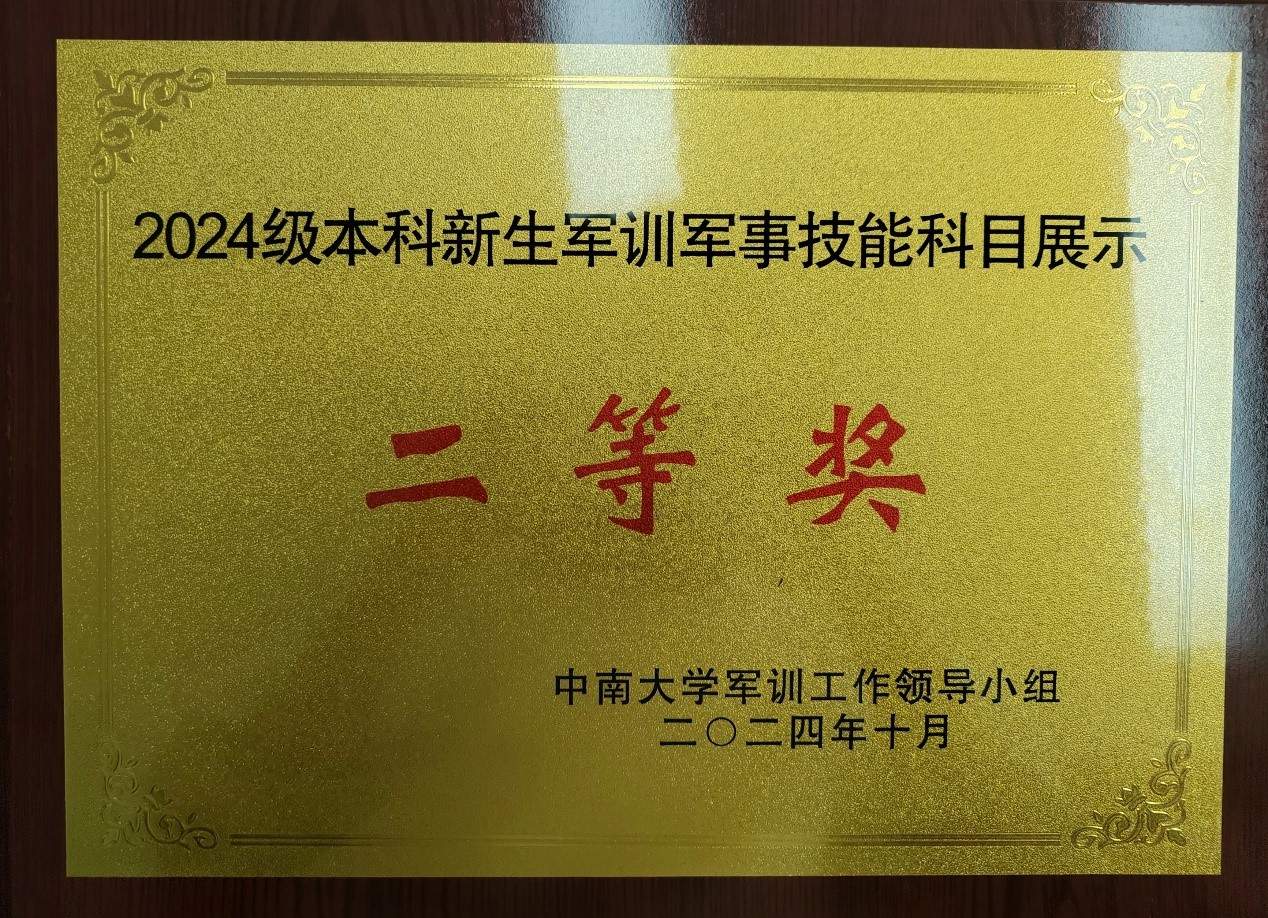 2024级本科新生军训军事技能科目展示
二等奖
中南大学军训工作领导小组
二〇二四年十月